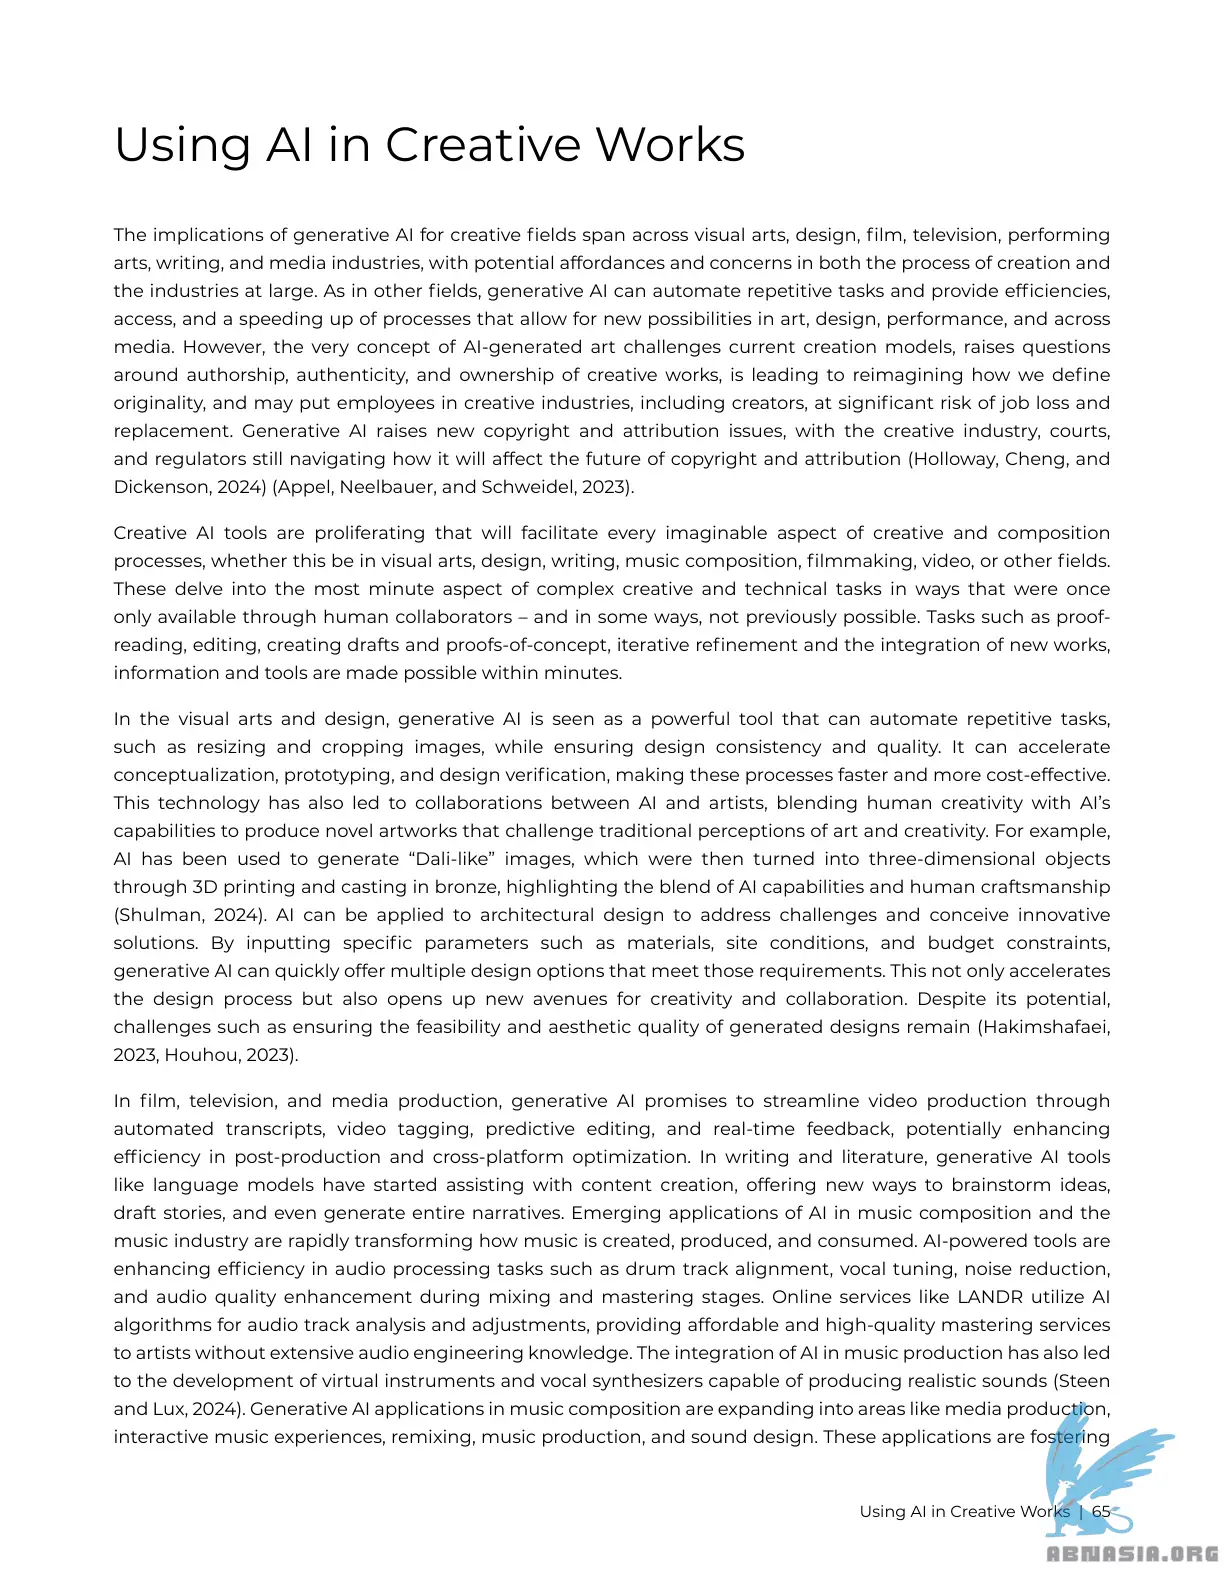 Using AI in Creative Works
The implications of generative AI for creative fields span across visual arts, design, film, television, performing
arts, writing, and media industries, with potential affordances and concerns in both the process of creation and
the industries at large. As in other fields, generative AI can automate repetitive tasks and provide efficiencies,
access, and a speeding up of processes that allow for new possibilities in art, design, performance, and across
media. However, the very concept of AI-generated art challenges current creation models, raises questions
around authorship, authenticity, and ownership of creative works, is leading to reimagining how we define
originality, and may put employees in creative industries, including creators, at significant risk of job loss and
replacement. Generative AI raises new copyright and attribution issues, with the creative industry, courts,
and regulators still navigating how it will affect the future of copyright and attribution (Holloway, Cheng, and
Dickenson, 2024) (Appel, Neelbauer, and Schweidel, 2023).
Creative AI tools are proliferating that will facilitate every imaginable aspect of creative and composition
processes, whether this be in visual arts, design, writing, music composition, filmmaking, video, or other fields.
These delve into the most minute aspect of complex creative and technical tasks in ways that were once
only available through human collaborators – and in some ways, not previously possible. Tasks such as proof-
reading, editing, creating drafts and proofs-of-concept, iterative refinement and the integration of new works,
information and tools are made possible within minutes.
In the visual arts and design, generative AI is seen as a powerful tool that can automate repetitive tasks,
such as resizing and cropping images, while ensuring design consistency and quality. It can accelerate
conceptualization, prototyping, and design verification, making these processes faster and more cost-effective.
This technology has also led to collaborations between AI and artists, blending human creativity with AI’s
capabilities to produce novel artworks that challenge traditional perceptions of art and creativity. For example,
AI has been used to generate “Dali-like” images, which were then turned into three-dimensional objects
through 3D printing and casting in bronze, highlighting the blend of AI capabilities and human craftsmanship
(Shulman, 2024). AI can be applied to architectural design to address challenges and conceive innovative
solutions. By inputting specific parameters such as materials, site conditions, and budget constraints,
generative AI can quickly offer multiple design options that meet those requirements. This not only accelerates
the design process but also opens up new avenues for creativity and collaboration. Despite its potential,
challenges such as ensuring the feasibility and aesthetic quality of generated designs remain (Hakimshafaei,
2023, Houhou, 2023).
In film, television, and media production, generative AI promises to streamline video production through
automated transcripts, video tagging, predictive editing, and real-time feedback, potentially enhancing
efficiency in post-production and cross-platform optimization. In writing and literature, generative AI tools
like language models have started assisting with content creation, offering new ways to brainstorm ideas,
draft stories, and even generate entire narratives. Emerging applications of AI in music composition and the
music industry are rapidly transforming how music is created, produced, and consumed. AI-powered tools are
enhancing efficiency in audio processing tasks such as drum track alignment, vocal tuning, noise reduction,
and audio quality enhancement during mixing and mastering stages. Online services like LANDR utilize AI
algorithms for audio track analysis and adjustments, providing affordable and high-quality mastering services
to artists without extensive audio engineering knowledge. The integration of AI in music production has also led
to the development of virtual instruments and vocal synthesizers capable of producing realistic sounds (Steen
and Lux, 2024). Generative AI applications in music composition are expanding into areas like media production,
interactive music experiences, remixing, music production, and sound design. These applications are fostering
Using AI in Creative Works | 65
ABNASIA.ORG